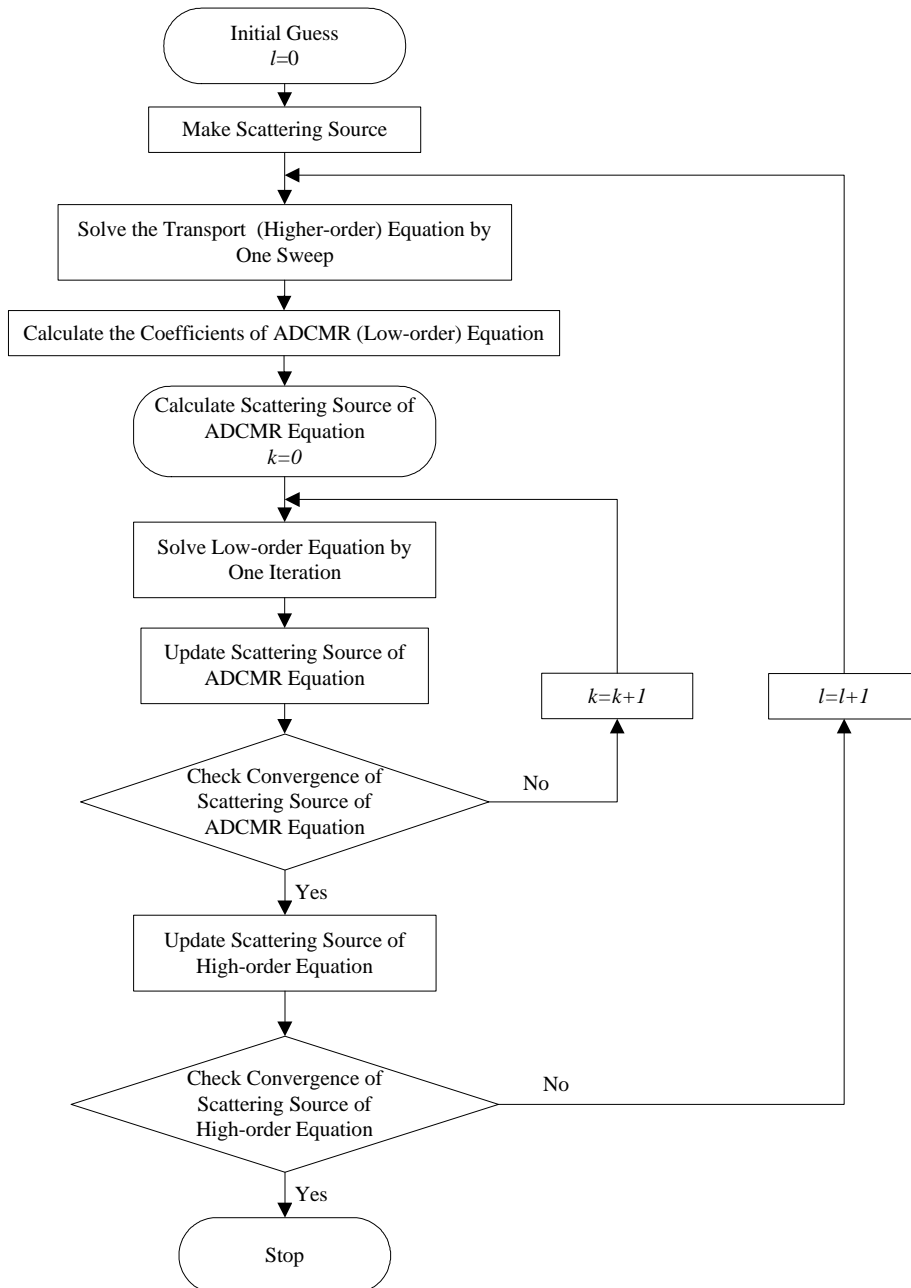 Initial Guess
l=0
Make Scattering Source
Solve the Transport (Higher-order) Equation by
One Sweep
Calculate the Coefficients of ADCMR (Low-order) Equation
Calculate Scattering Source of
ADCMR Equation
k=0
Solve Low-order Equation by
One Iteration
Update Scattering Source of
ADCMR Equation
k=k+1
l=l+1
Check Convergence of
Scattering Source of
ADCMR Equation
No
Yes
Update Scattering Source of
High-order Equation
Check Convergence of
Scattering Source of
High-order Equation
No
Yes
Stop